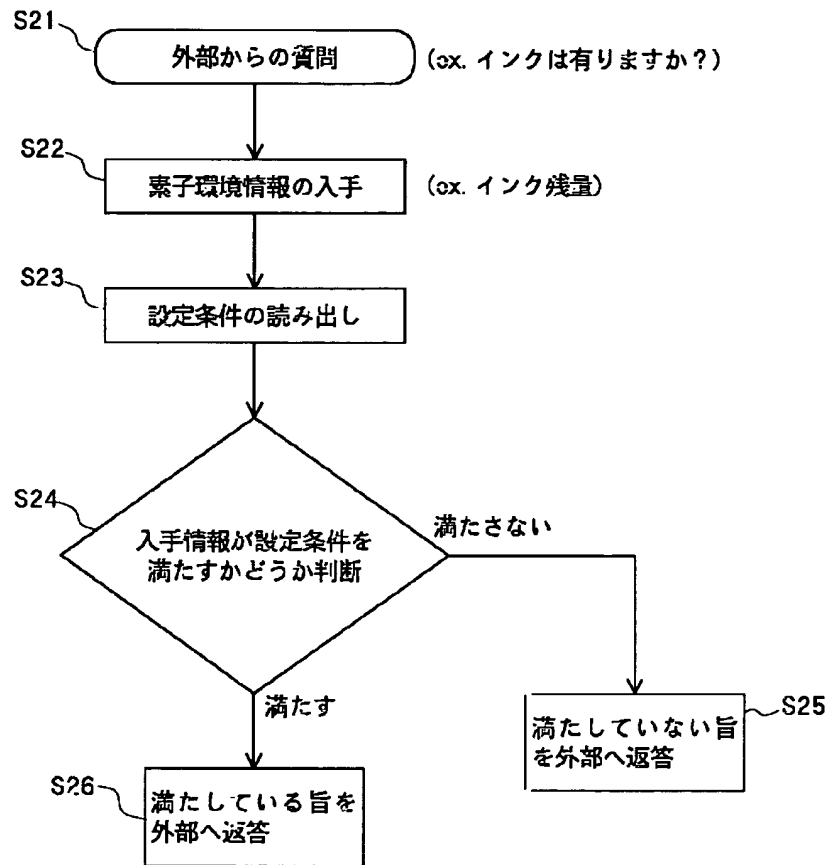 S21
外部からの質問
(ex. インクは有りますか?)
S22
素子環境情報の入手
(ex. インク残量)
S23
設定条件の読み出し
S24
入手情報が設定条件を
満たすかどうか判断
満たさない
満たす
満たしていない旨
を外部へ返答
S25
S26
満たしている旨を
外部へ返答